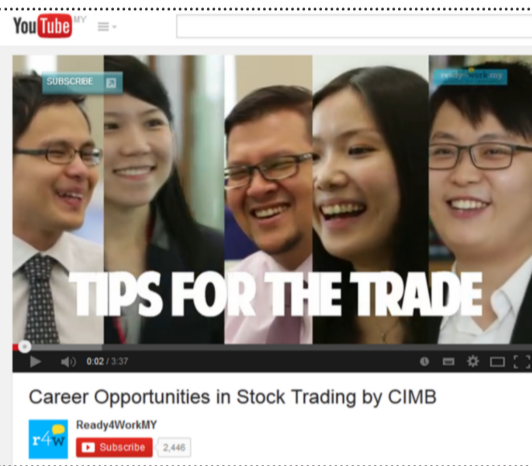 YouTube MY
SUBSCRIBE
ready4work.my
TIPS FOR THE TRADE
0:02 / 3:37
Career Opportunities in Stock Trading by CIMB
r4w
Ready4WorkMY
Subscribe 2,446